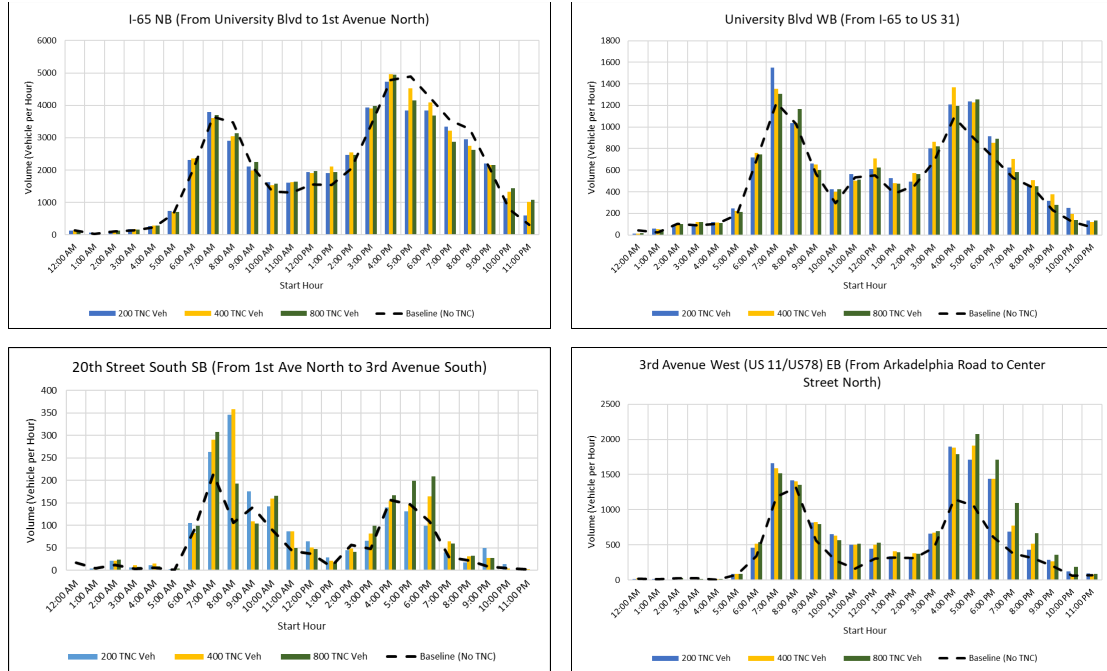 I-65 NB (From University Blvd to 1st Avenue North)
Volume (Vehicle per Hour)
6000
5000
4000
3000
2000
1000
0
12:00 AM
1:00 AM
2:00 AM
3:00 AM
4:00 AM
5:00 AM
6:00 AM
7:00 AM
8:00 AM
9:00 AM
10:00 AM
11:00 AM
12:00 PM
1:00 PM
2:00 PM
3:00 PM
4:00 PM
5:00 PM
6:00 PM
7:00 PM
8:00 PM
9:00 PM
10:00 PM
11:00 PM
Start Hour
200 TNC Veh 400 TNC Veh 800 TNC Veh Baseline (No TNC)
University Blvd WB (From I-65 to US 31)
Volume (Vehicle per Hour)
1800
1600
1400
1200
1000
800
600
400
200
0
12:00 AM
1:00 AM
2:00 AM
3:00 AM
4:00 AM
5:00 AM
6:00 AM
7:00 AM
8:00 AM
9:00 AM
10:00 AM
11:00 AM
12:00 PM
1:00 PM
2:00 PM
3:00 PM
4:00 PM
5:00 PM
6:00 PM
7:00 PM
8:00 PM
9:00 PM
10:00 PM
11:00 PM
Start Hour
200 TNC Veh 400 TNC Veh 800 TNC Veh Baseline (No TNC)
20th Street South SB (From 1st Ave North to 3rd Avenue South)
Volume (Vehicle per Hour)
400
350
300
250
200
150
100
50
0
12:00 AM
1:00 AM
2:00 AM
3:00 AM
4:00 AM
5:00 AM
6:00 AM
7:00 AM
8:00 AM
9:00 AM
10:00 AM
11:00 AM
12:00 PM
1:00 PM
2:00 PM
3:00 PM
4:00 PM
5:00 PM
6:00 PM
7:00 PM
8:00 PM
9:00 PM
10:00 PM
11:00 PM
Start Hour
200 TNC Veh 400 TNC Veh 800 TNC Veh Baseline (No TNC)
3rd Avenue West (US 11/US78) EB (From Arkadelphia Road to Center
Street North)
Volume (Vehicle per Hour)
2500
2000
1500
1000
500
0
12:00 AM
1:00 AM
2:00 AM
3:00 AM
4:00 AM
5:00 AM
6:00 AM
7:00 AM
8:00 AM
9:00 AM
10:00 AM
11:00 AM
12:00 PM
1:00 PM
2:00 PM
3:00 PM
4:00 PM
5:00 PM
6:00 PM
7:00 PM
8:00 PM
9:00 PM
10:00 PM
11:00 PM
Start Hour
200 TNC Veh 400 TNC Veh 800 TNC Veh Baseline (No TNC)